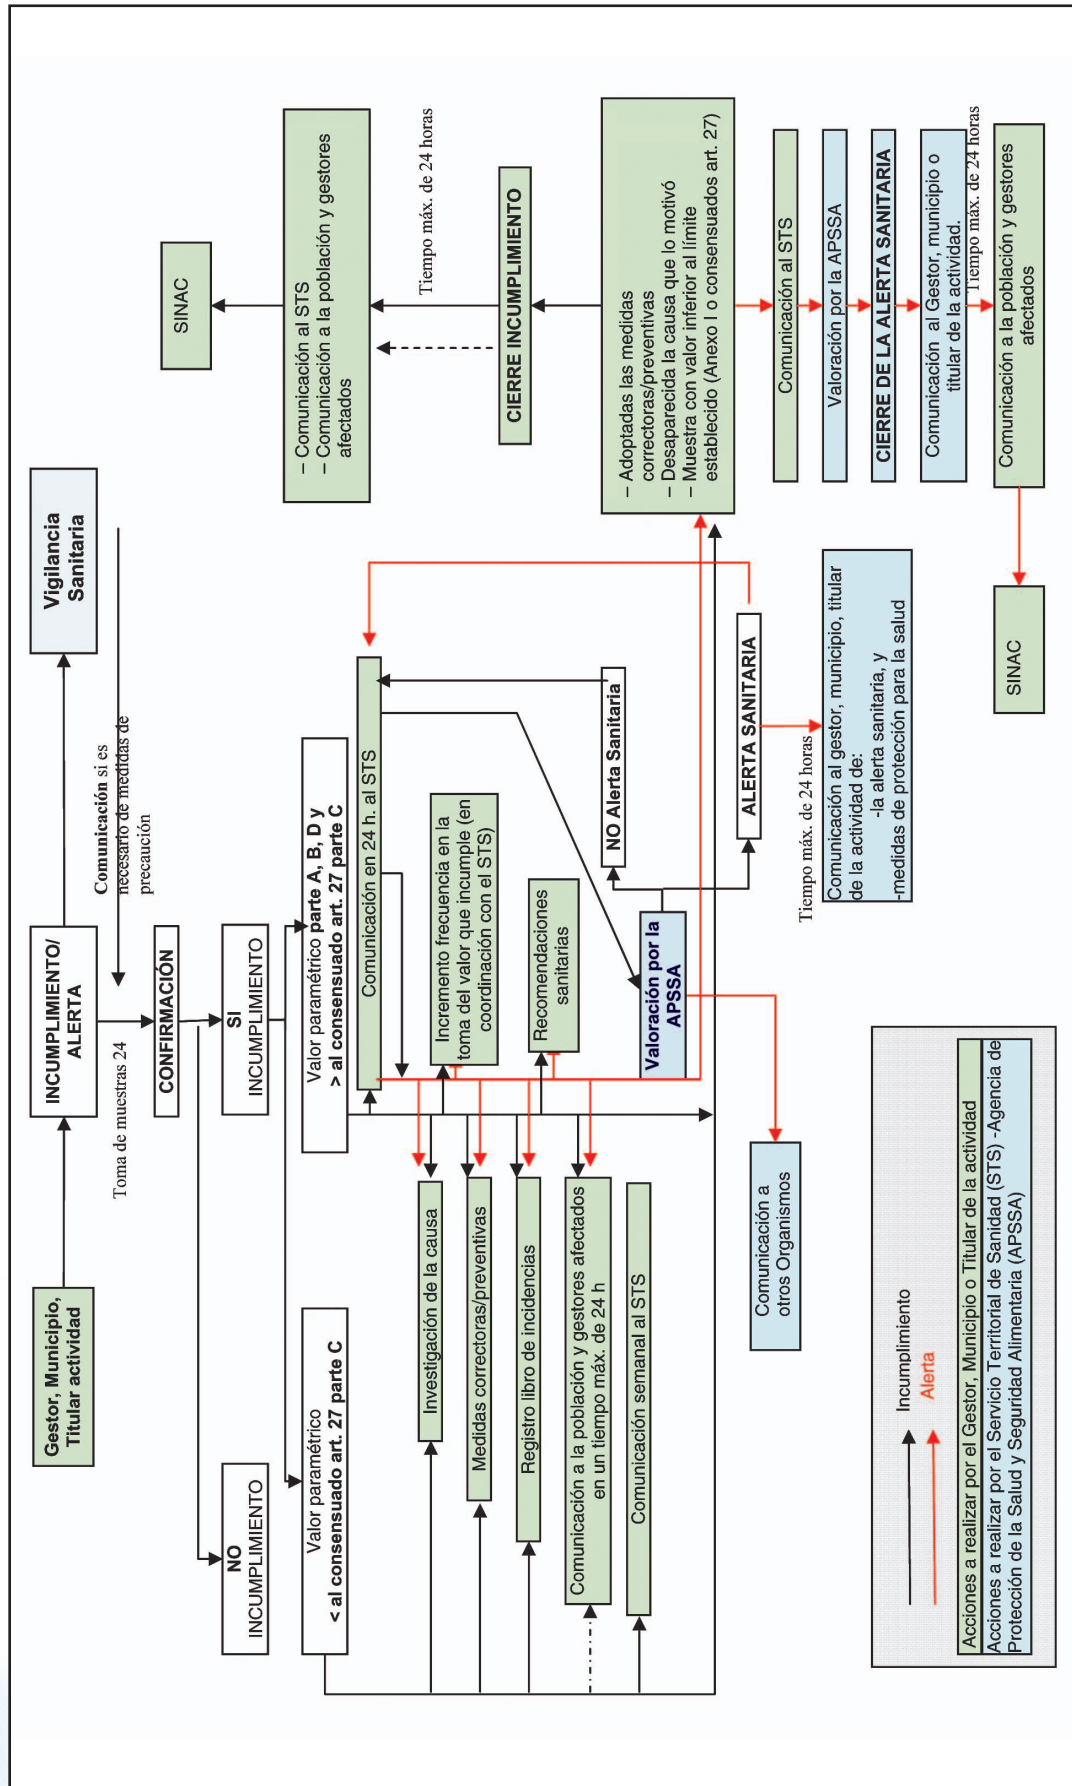 Gestor, Municipio,
Titular actividad
INCUMPLIMIENTO/
ALERTA
Vigilancia
Sanitaria
Toma de muestras 24
Comunicación si es
necesario de medidas de
precaución
CONFIRMACIÓN
NO
INCUMPLIMIENTO
SI
INCUMPLIMIENTO
Valor paramétrico
< al consensuado art. 27 parte C
Valor paramétrico parte A, B, D y
> al consensuado art. 27 parte C
Comunicación en 24 h. al STS
Investigación de la causa
Incremento frecuencia en la
toma del valor que incumple (en
coordinación con el STS)
Medidas correctoras/preventivas
Registro libro de incidencias
Recomendaciones
sanitarias
Comunicación a la población y gestores afectados
en un tiempo máx. de 24 h
Comunicación semanal al STS
NO Alerta Sanitaria
Valoración por la
APSSA
ALERTA SANITARIA
Comunicación a
otros Organismos
Tiempo máx. de 24 horas
Comunicación al gestor, municipio, titular
de la actividad de:
-la alerta sanitaria, y
-medidas de protección para la salud
SINAC
– Comunicación al STS
– Comunicación a la población y gestores
afectados
Tiempo máx. de 24 horas
CIERRE INCUMPLIMIENTO
– Adoptadas las medidas
correctoras/preventivas
– Desaparecida la causa que lo motivó
– Muestra con valor inferior al límite
establecido (Anexo I o consensuados art. 27)
Comunicación al STS
Valoración por la APSSA
CIERRE DE LA ALERTA SANITARIA
Comunicación al Gestor, municipio o
titular de la actividad.
Tiempo máx. de 24 horas
Comunicación a la población y gestores
afectados
SINAC
Incumplimiento
Alerta
Acciones a realizar por el Gestor, Municipio o Titular de la actividad
Acciones a realizar por el Servicio Territorial de Sanidad (STS) -Agencia de
Protección de la Salud y Seguridad Alimentaria (APSSA)